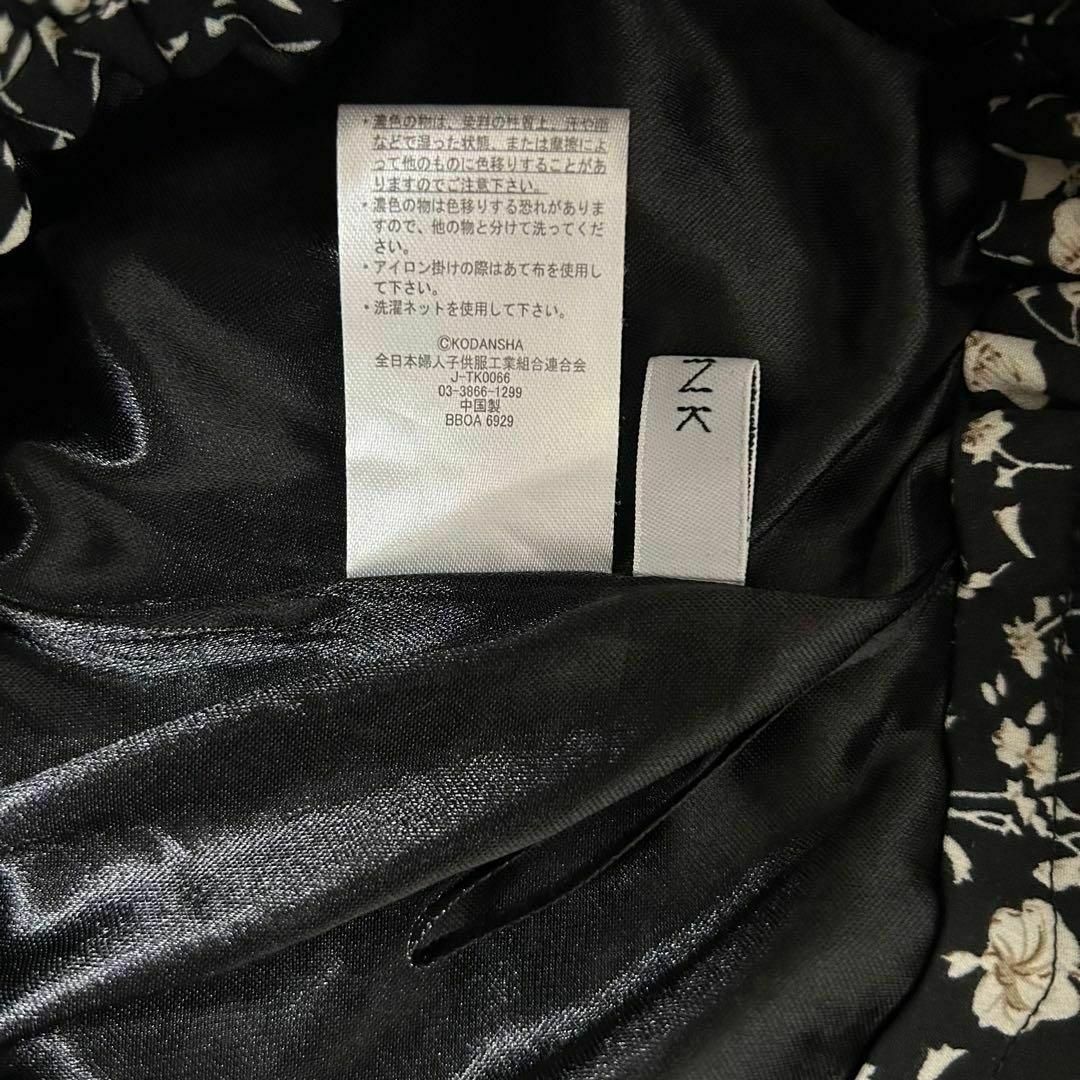 ・濃色の物は、染料の性質上、汗や雨
などで湿った状態、または摩擦によ
って他のものに色移りすることがあ
りますのでご注意下さい。
・濃色の物は色移りする恐れがありま
すので、他の物と分けて洗ってくだ
さい。
・アイロン掛けの際はあて布を使用し
て下さい。
・洗濯ネットを使用して下さい。
©KODANSHA
全日本婦人子供服工業組合連合会
J-TK0066
03-3866-1299
中国製
BBOA 6929